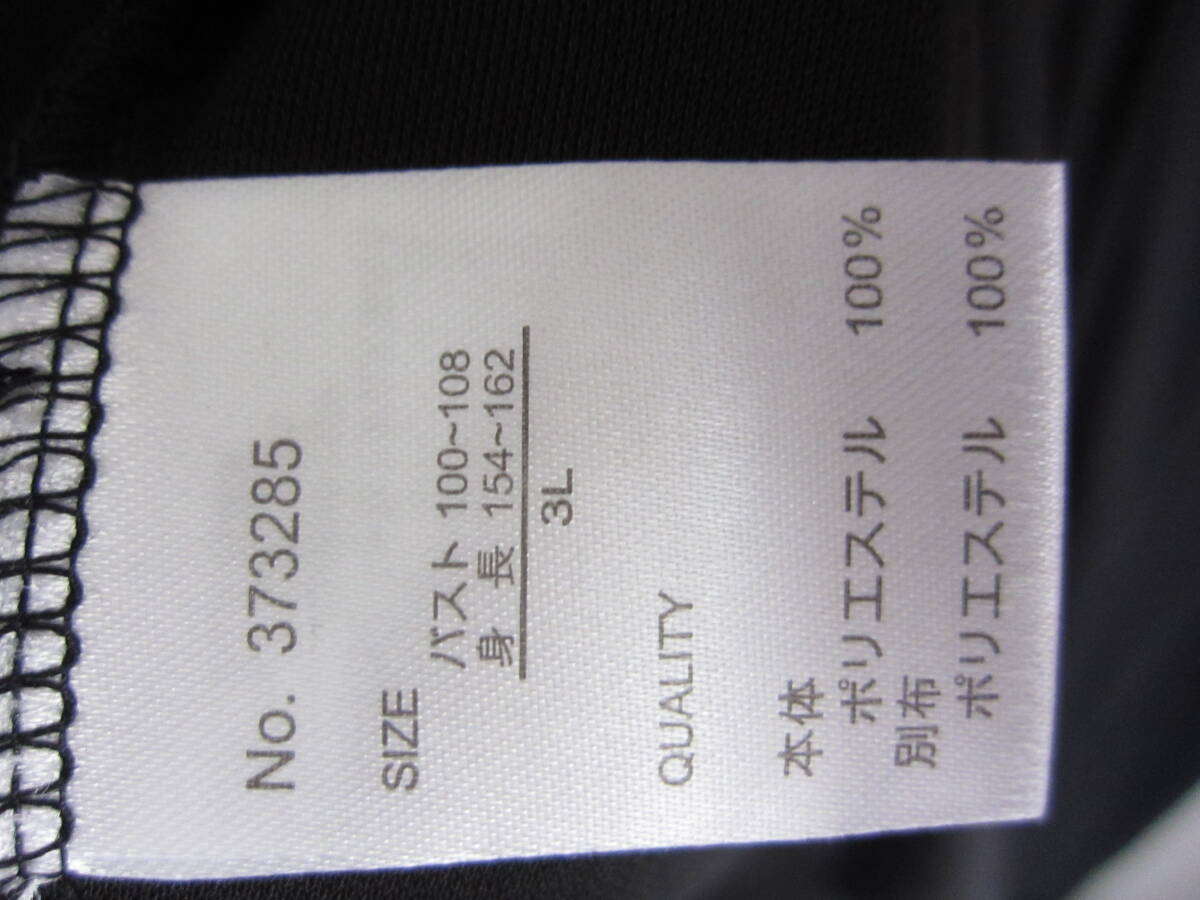 No. 373285
SIZE
バスト 100~108
身 長 154~162
3L
QUALITY
本体
ポリエステル 100%
別布
ポリエステル 100%